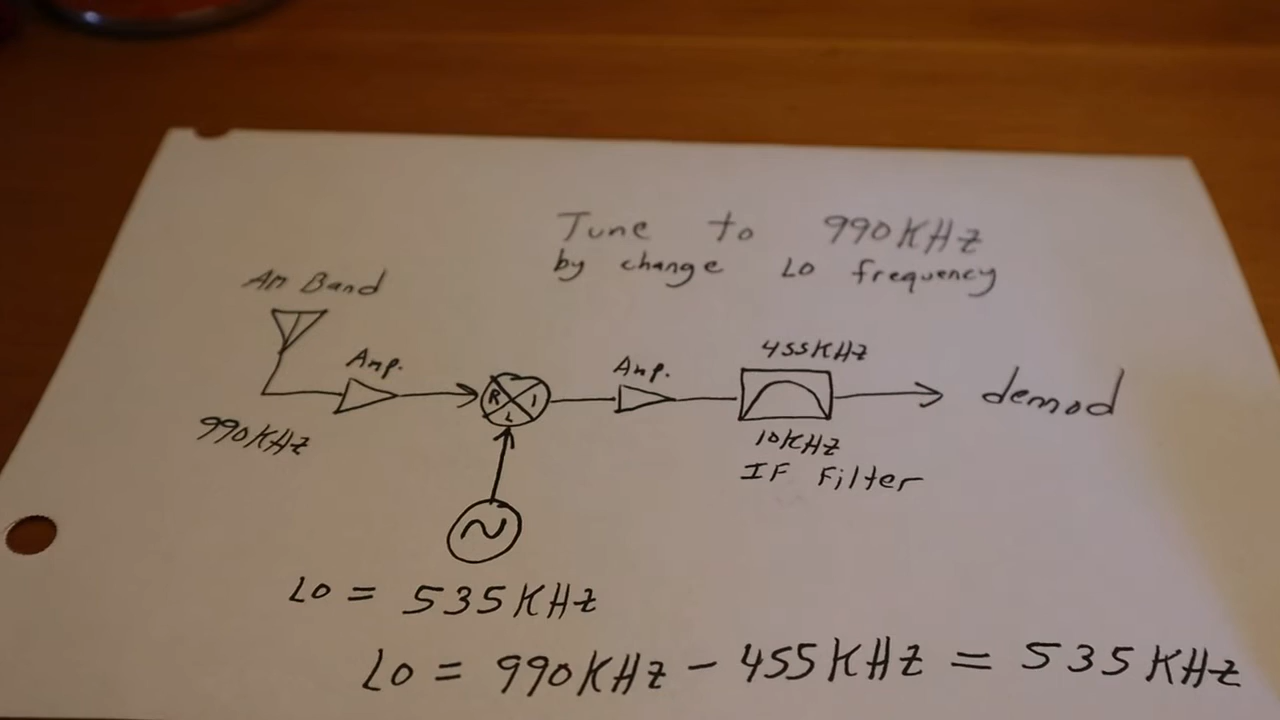 Tune to 990KHz
by change LO frequency
Am Band
Amp.
Amp.
455KHz
R I
L
demod
990KHz
10KHz
IF Filter
LO = 535KHz
LO = 990KHz - 455KHz = 535KHz